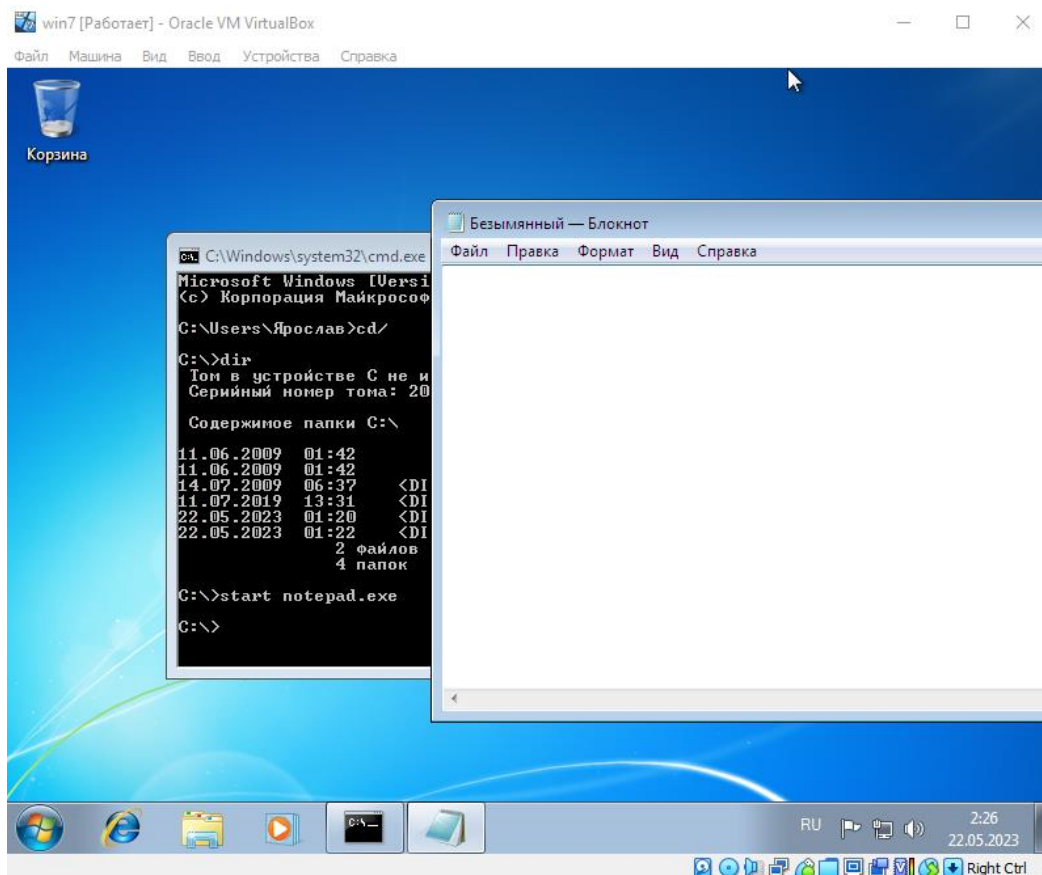 win7 [Работает] - Oracle VM VirtualBox
Файл Машина Вид Ввод Устройства Справка
Корзина
Безымянный — Блокнот
Файл Правка Формат Вид Справка
C:\Windows\system32\cmd.exe
Microsoft Windows [Versi
(c) Корпорация Майкрософ
C:\Users\Ярослав>cd/
C:\>dir
Том в устройстве C не и
Серийный номер тома: 20
Содержимое папки C:\
11.06.2009 01:42
11.06.2009 01:42
14.07.2009 06:37 <DI
11.07.2019 13:31 <DI
22.05.2023 01:20 <DI
22.05.2023 01:22 <DI
2 файлов
4 папок
C:\>start notepad.exe
C:\>
C:\_
RU
2:26
22.05.2023
Right Ctrl